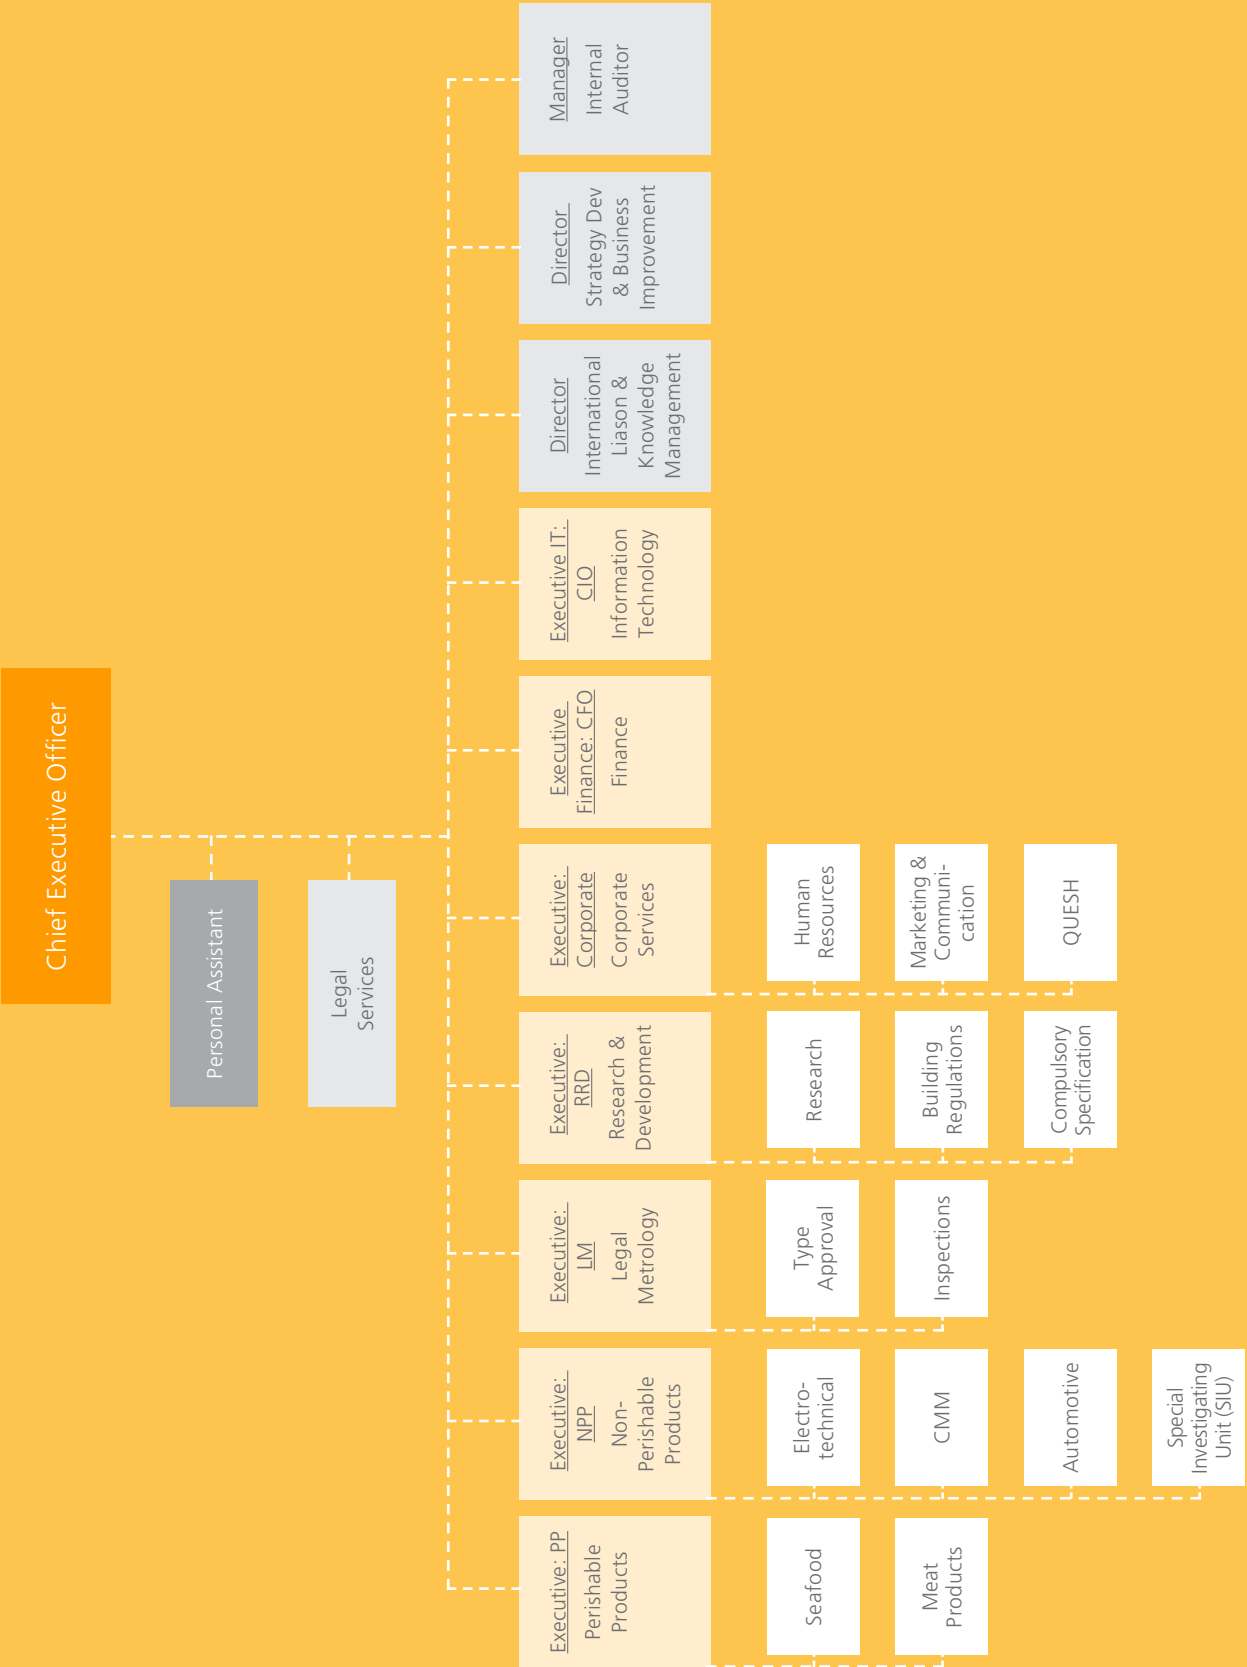 Chief Executive Officer
Personal Assistant
Legal
Services
Executive: PP
Perishable
Products
Executive:
NPP
Non-
Perishable
Products
Executive:
LM
Legal
Metrology
Executive:
RRD
Research &
Development
Executive:
Corporate
Corporate
Services
Executive
Finance: CFO
Finance
Executive IT:
CIO
Information
Technology
Director
International
Liason &
Knowledge
Management
Director
Strategy Dev
& Business
Improvement
Manager
Internal
Auditor
Seafood
Meat
Products
Electro-
technical
CMM
Automotive
Special
Investigating
Unit (SIU)
Type
Approval
Inspections
Research
Building
Regulations
Compulsory
Specification
Human
Resources
Marketing &
Communi-
cation
QUESH